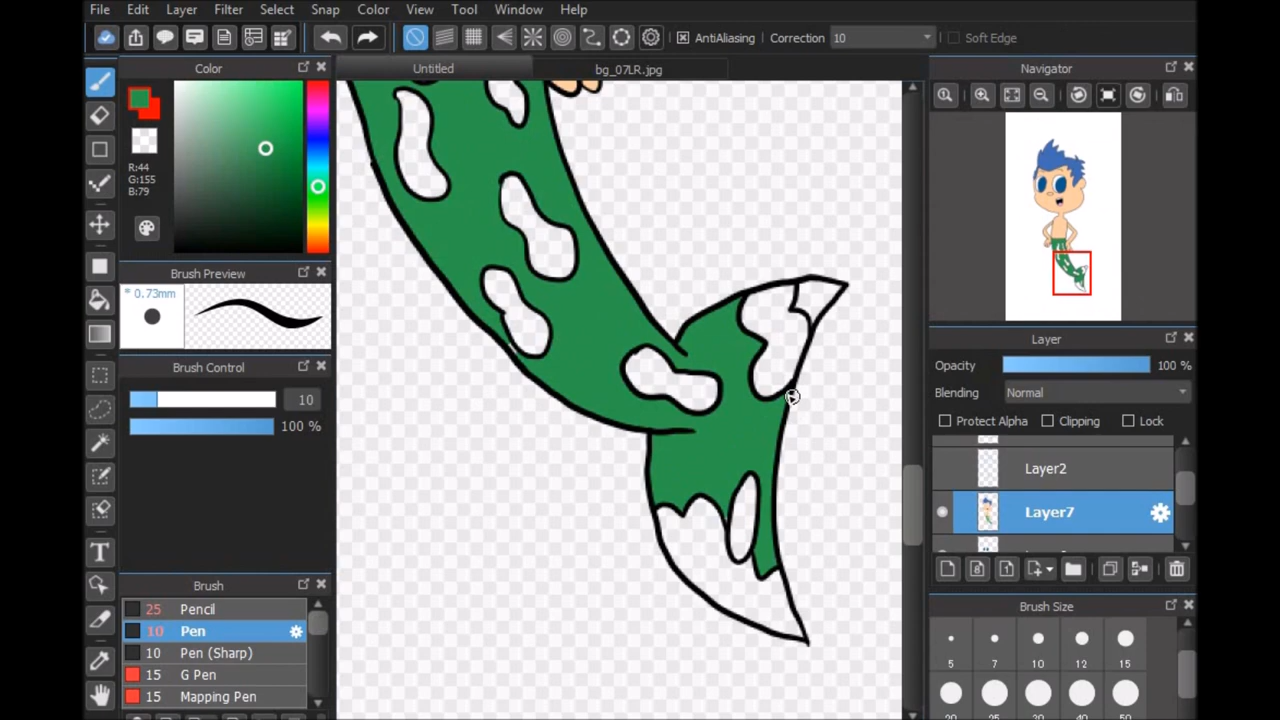 File Edit Layer Filter Select Snap Color View Tool Window Help
AntiAliasing Correction 10 Soft Edge
Color
Untitled
bg_07LR.jpg
Navigator
R:44
G:155
B:79
Brush Preview
* 0.73mm
Brush Control
10
100 %
Layer
Opacity 100 %
Blending Normal
Protect Alpha Clipping Lock
Layer2
Layer7
Brush
25 Pencil
10 Pen
10 Pen (Sharp)
15 G Pen
15 Mapping Pen
Brush Size
5 7 10 12 15